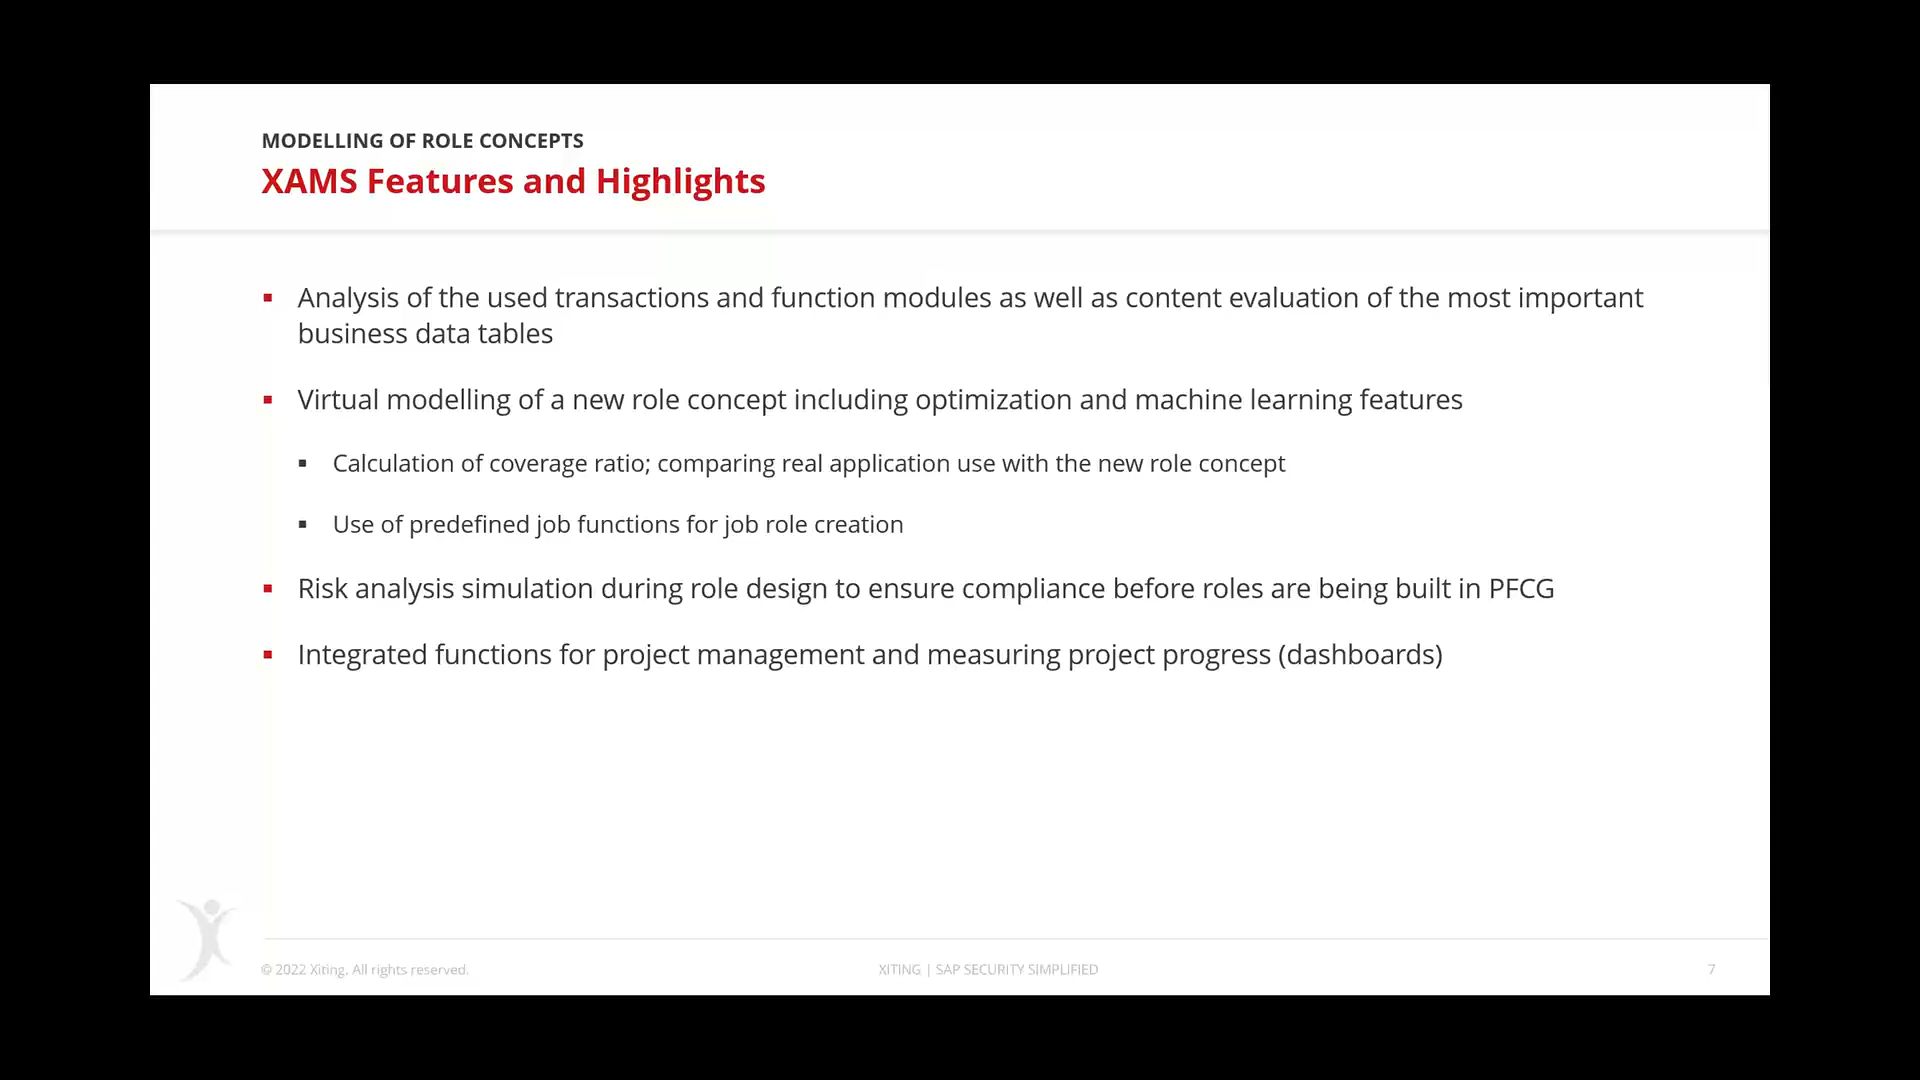 MODELLING OF ROLE CONCEPTS
XAMS Features and Highlights
▪ Analysis of the used transactions and function modules as well as content evaluation of the most important
business data tables
▪ Virtual modelling of a new role concept including optimization and machine learning features
▪ Calculation of coverage ratio; comparing real application use with the new role concept
▪ Use of predefined job functions for job role creation
▪ Risk analysis simulation during role design to ensure compliance before roles are being built in PFCG
▪ Integrated functions for project management and measuring project progress (dashboards)
© 2022 Xiting. All rights reserved.
XITING | SAP SECURITY SIMPLIFIED
7